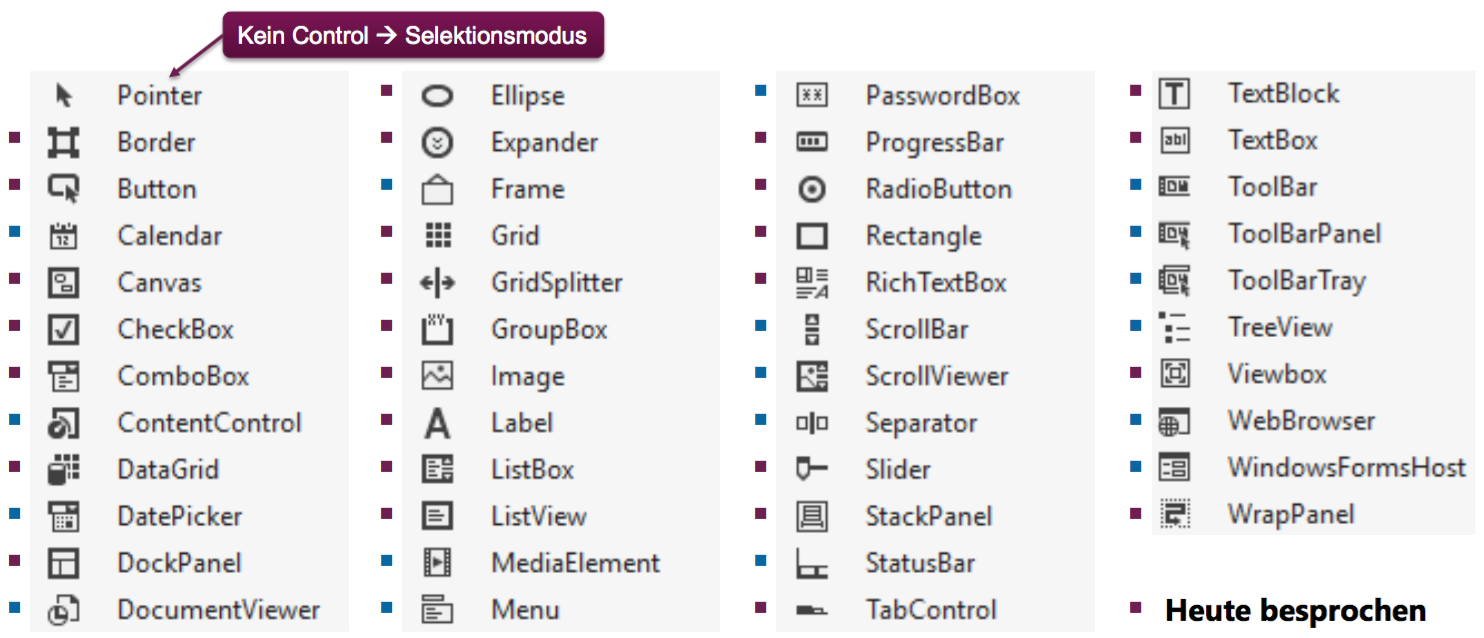 Kein Control → Selektionsmodus
Pointer
Border
Button
Calendar
Canvas
CheckBox
ComboBox
ContentControl
DataGrid
DatePicker
DockPanel
DocumentViewer
Ellipse
Expander
Frame
Grid
GridSplitter
GroupBox
Image
Label
ListBox
ListView
MediaElement
Menu
PasswordBox
ProgressBar
RadioButton
Rectangle
RichTextBox
ScrollBar
ScrollViewer
Separator
Slider
StackPanel
StatusBar
TabControl
TextBlock
TextBox
ToolBar
ToolBarPanel
ToolBarTray
TreeView
Viewbox
WebBrowser
WindowsFormsHost
WrapPanel
Heute besprochen